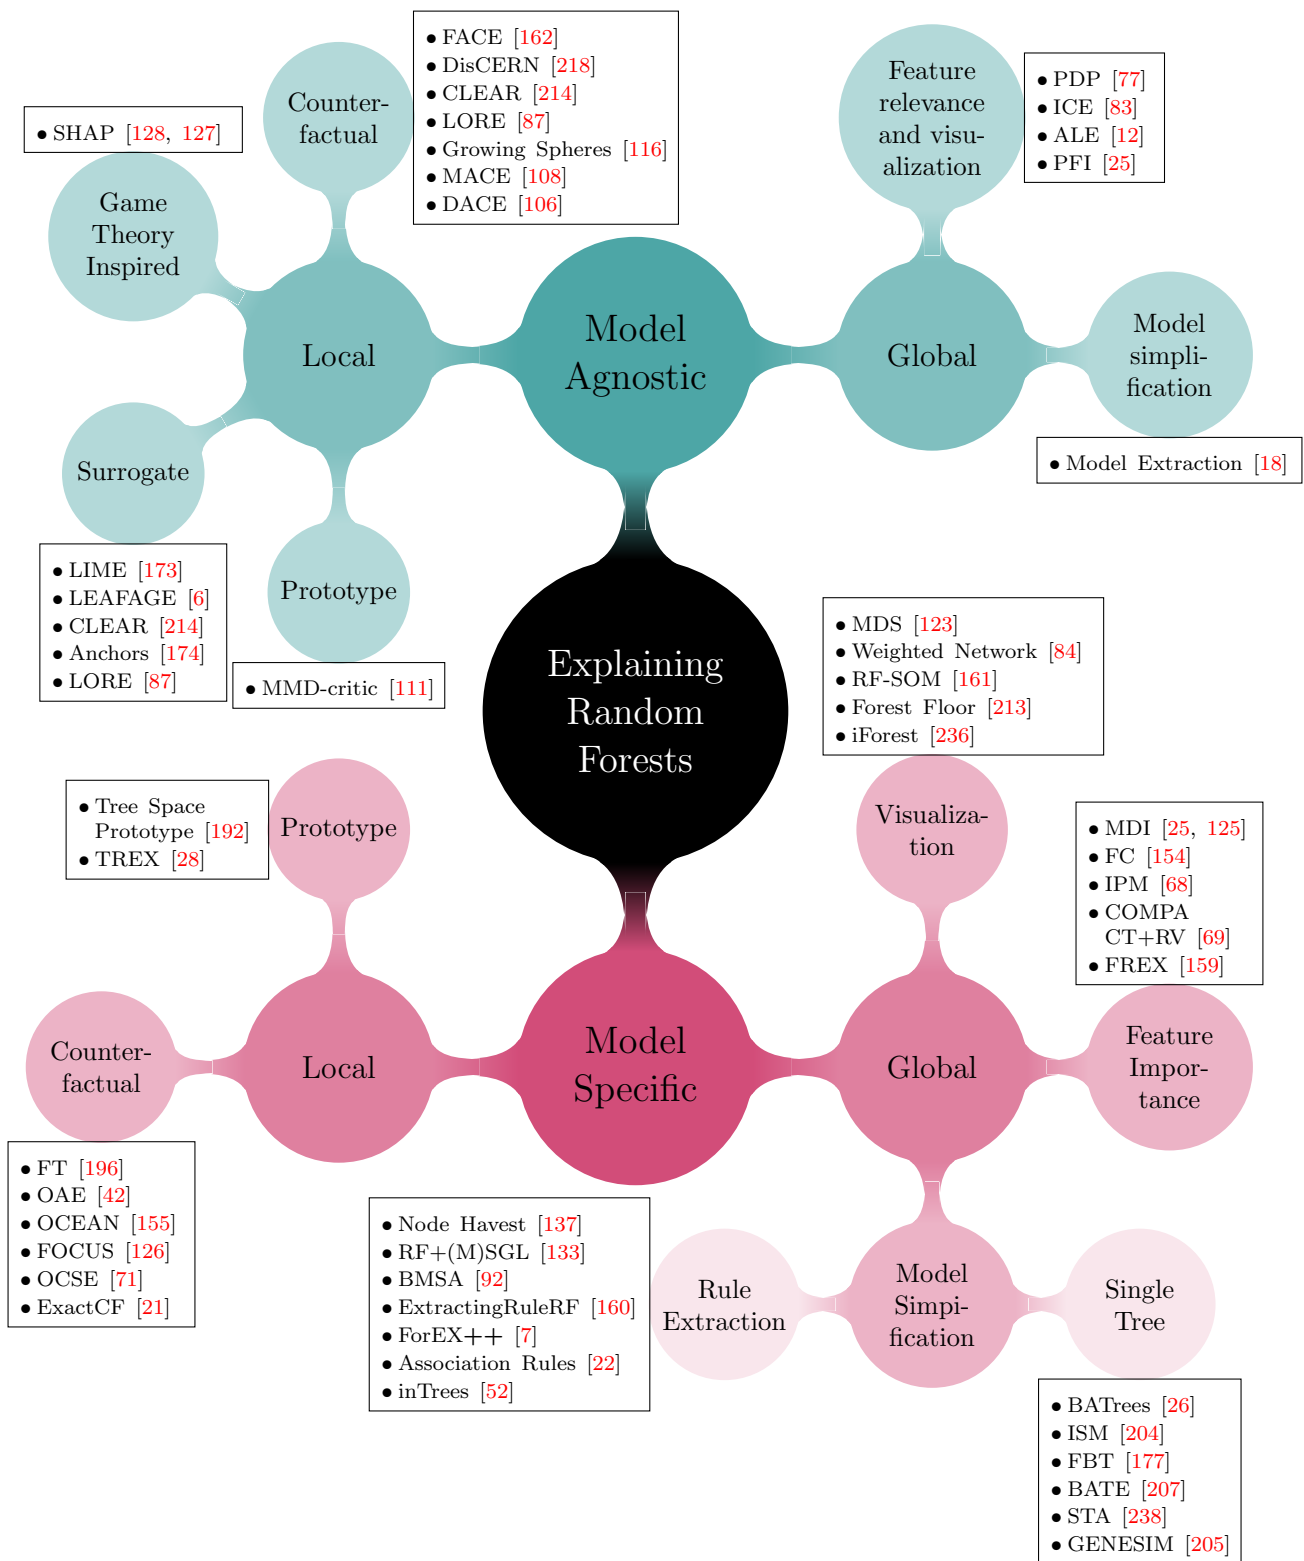 • FACE [162]
• DisCERN [218]
• CLEAR [214]
• LORE [87]
• Growing Spheres [116]
• MACE [108]
• DACE [106]
Counter-
factual
• SHAP [128, 127]
Game
Theory
Inspired
Feature
relevance
and visu-
alization
• PDP [77]
• ICE [83]
• ALE [12]
• PFI [25]
Local
Model
Agnostic
Global
Model
simpli-
fication
• Model Extraction [18]
Surrogate
• LIME [173]
• LEAFAGE [6]
• CLEAR [214]
• Anchors [174]
• LORE [87]
Prototype
• MMD-critic [111]
Explaining
Random
Forests
• MDS [123]
• Weighted Network [84]
• RF-SOM [161]
• Forest Floor [213]
• iForest [236]
Visualiza-
tion
• Tree Space
Prototype [192]
• TREX [28]
Prototype
• MDI [25, 125]
• FC [154]
• IPM [68]
• COMPA
CT+RV [69]
• FREX [159]
Counter-
factual
Local
Model
Specific
Global
Feature
Impor-
tance
• FT [196]
• OAE [42]
• OCEAN [155]
• FOCUS [126]
• OCSE [71]
• ExactCF [21]
• Node Havest [137]
• RF+(M)SGL [133]
• BMSA [92]
• ExtractingRuleRF [160]
• ForEX++ [7]
• Association Rules [22]
• inTrees [52]
Rule
Extraction
Model
Simpi-
fication
Single
Tree
• BATrees [26]
• ISM [204]
• FBT [177]
• BATE [207]
• STA [238]
• GENESIM [205]